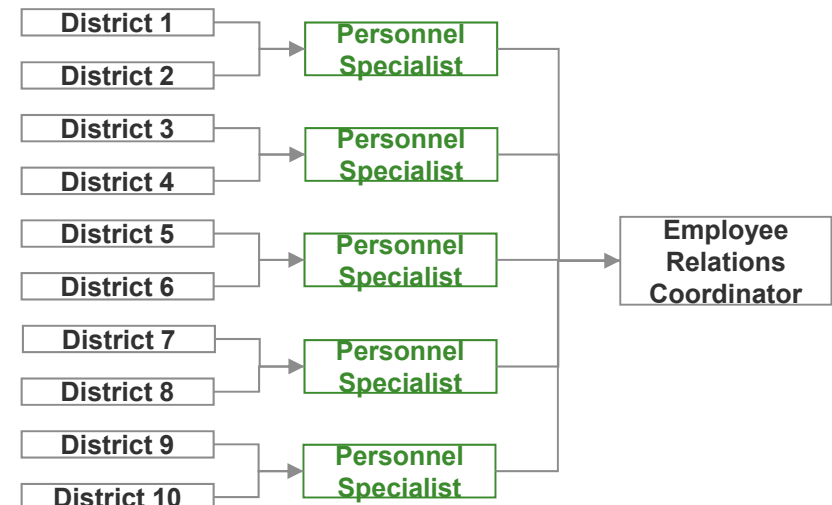 District 1
District 2
District 3
District 4
District 5
District 6
District 7
District 8
District 9
District 10
Personnel
Specialist
Personnel
Specialist
Personnel
Specialist
Personnel
Specialist
Personnel
Specialist
Employee
Relations
Coordinator